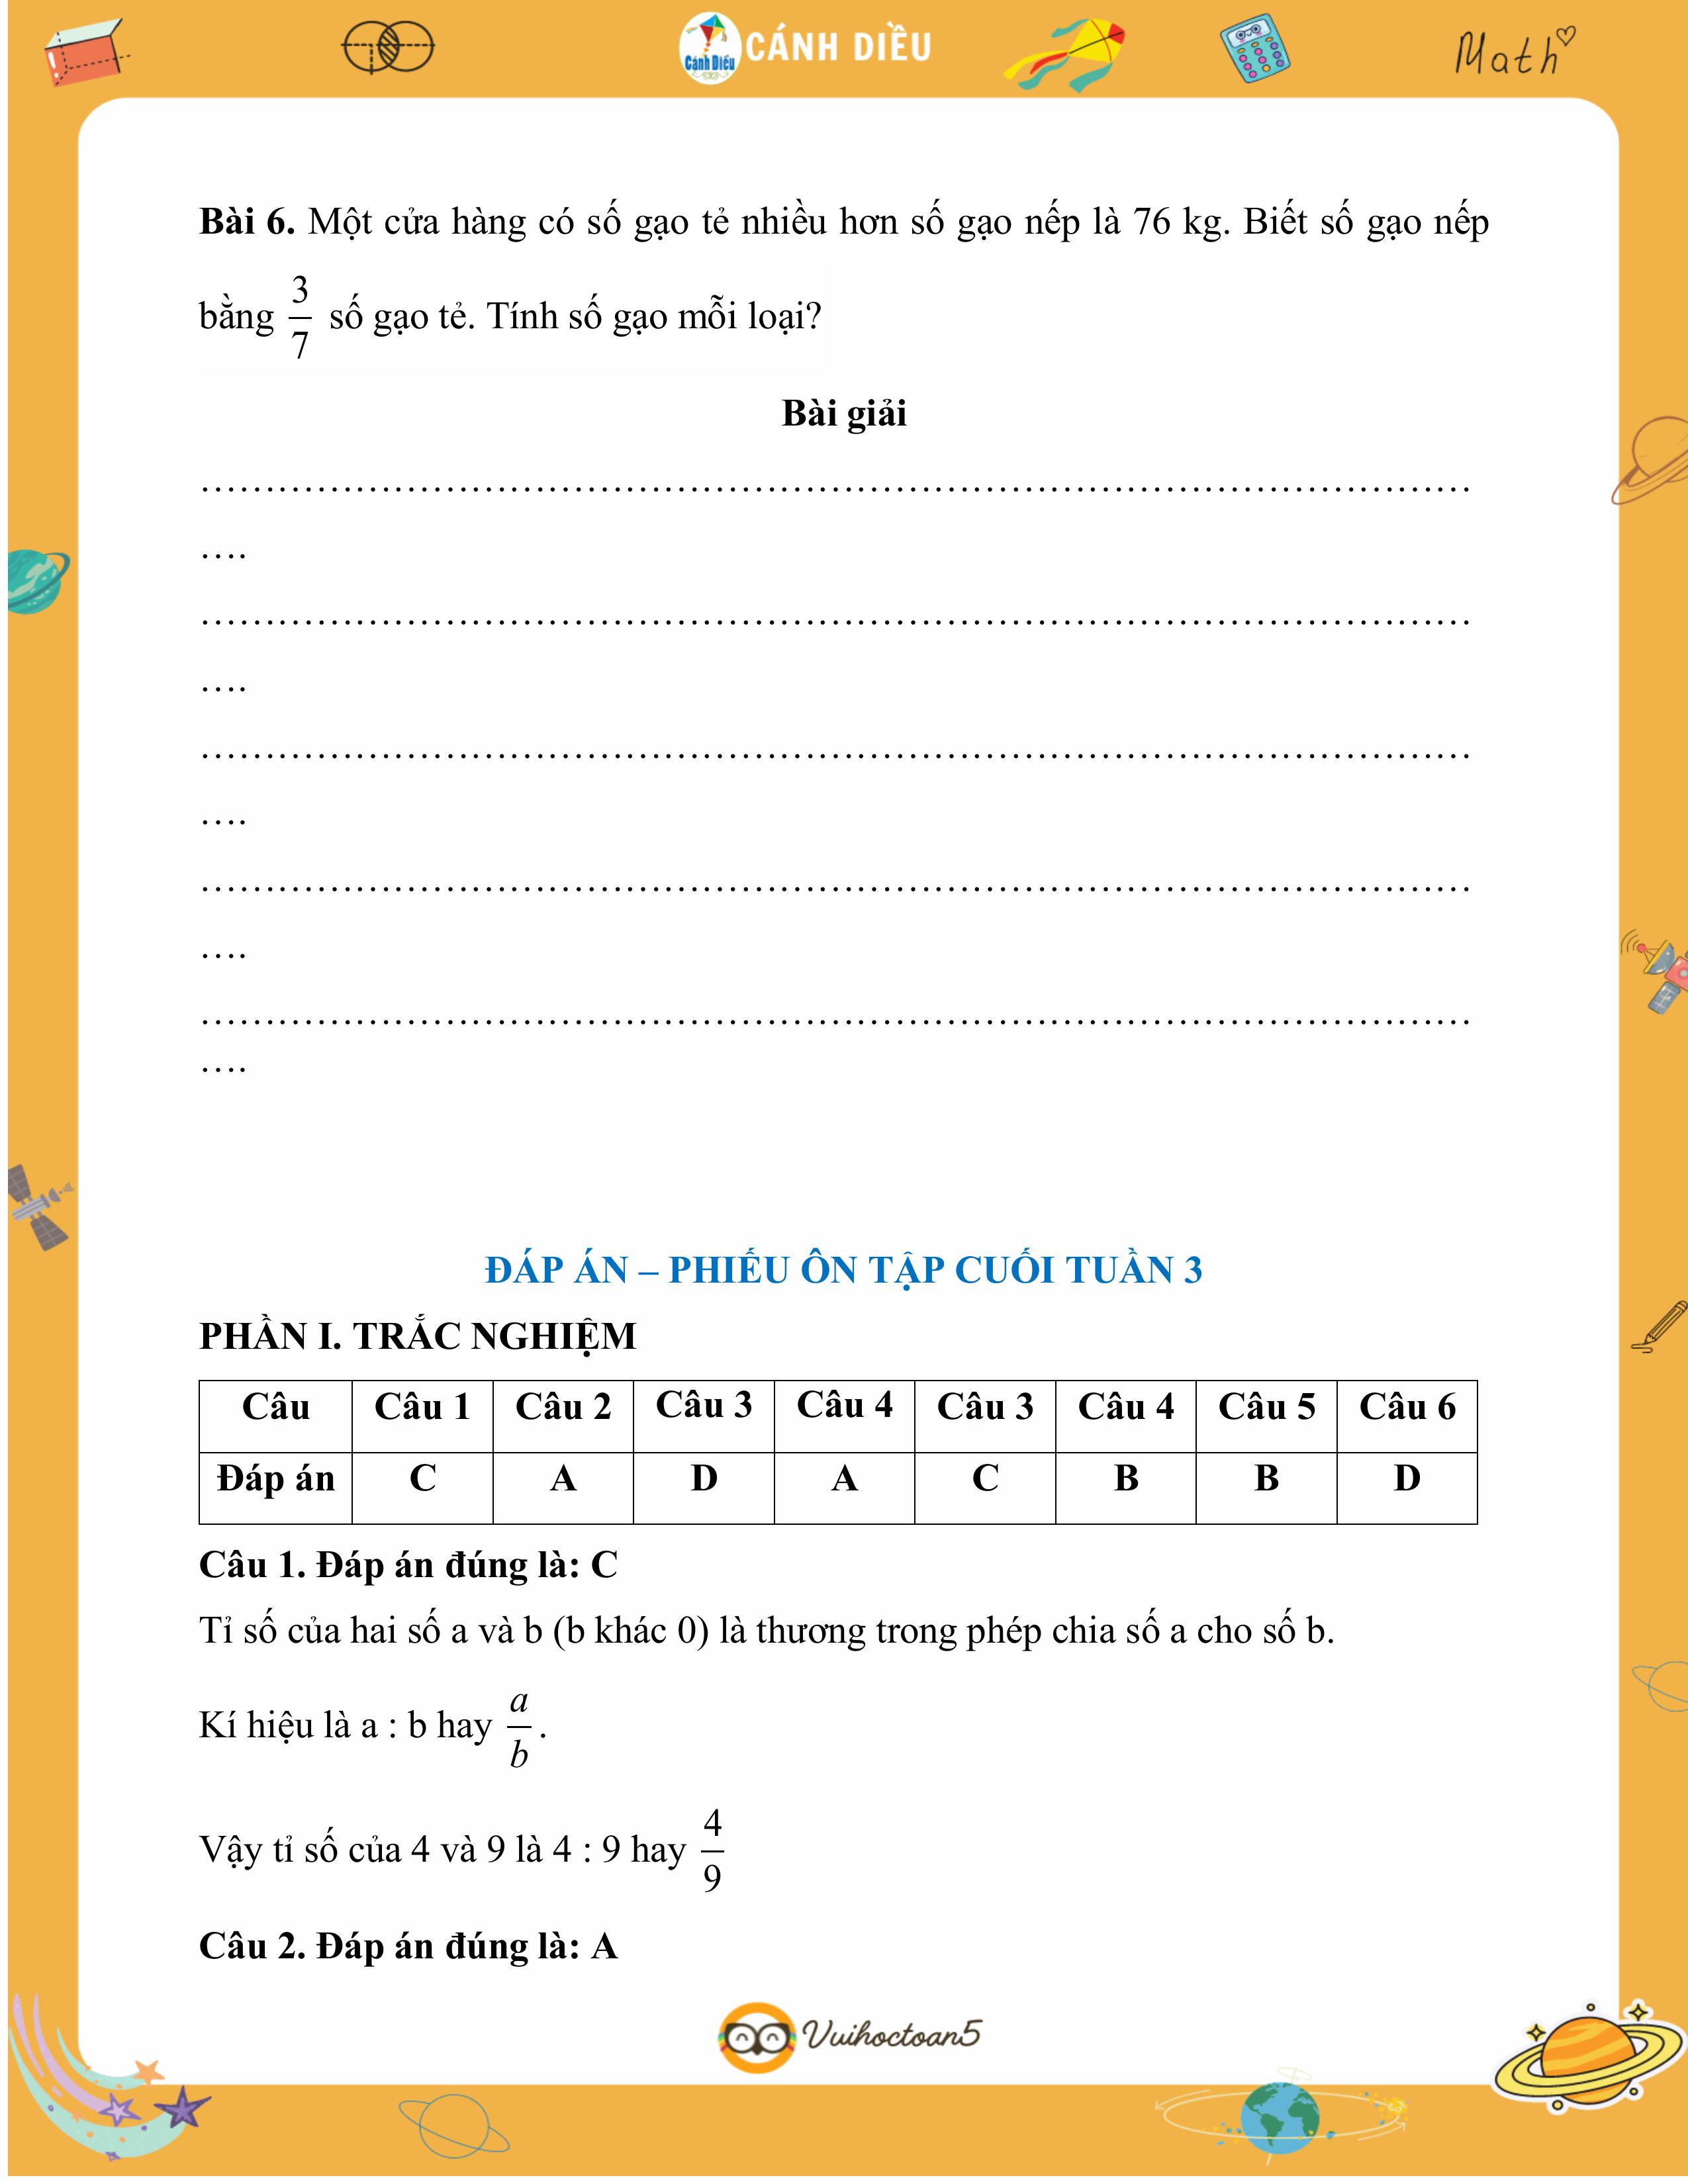 Cánh Diều
CÁNH DIỀU
Math
Bài 6. Một cửa hàng có số gạo tẻ nhiều hơn số gạo nếp là 76 kg. Biết số gạo nếp
bằng 3/7 số gạo tẻ. Tính số gạo mỗi loại?
Bài giải
……………………………………………………………………………………
….
……………………………………………………………………………………
….
……………………………………………………………………………………
….
……………………………………………………………………………………
….
……………………………………………………………………………………
….
ĐÁP ÁN – PHIẾU ÔN TẬP CUỐI TUẦN 3
PHẦN I. TRẮC NGHIỆM
Câu Câu 1 Câu 2 Câu 3 Câu 4 Câu 3 Câu 4 Câu 5 Câu 6
Đáp án C A D A C B B D
Câu 1. Đáp án đúng là: C
Tỉ số của hai số a và b (b khác 0) là thương trong phép chia số a cho số b.
Kí hiệu là a : b hay a/b.
Vậy tỉ số của 4 và 9 là 4 : 9 hay 4/9
Câu 2. Đáp án đúng là: A
Vuihoctoan5